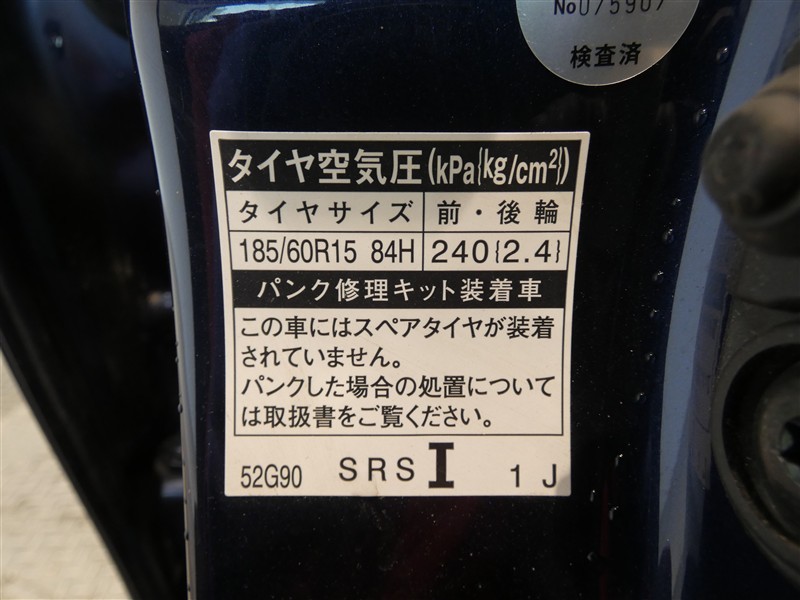 検査済
タイヤ空気圧(kPa{kg/cm²})
タイヤサイズ 前・後輪
185/60R15 84H 240{2.4}
パンク修理キット装着車
この車にはスペアタイヤが装着
されていません。
パンクした場合の処置について
は取扱書をご覧ください。
52G90 SRS I 1J